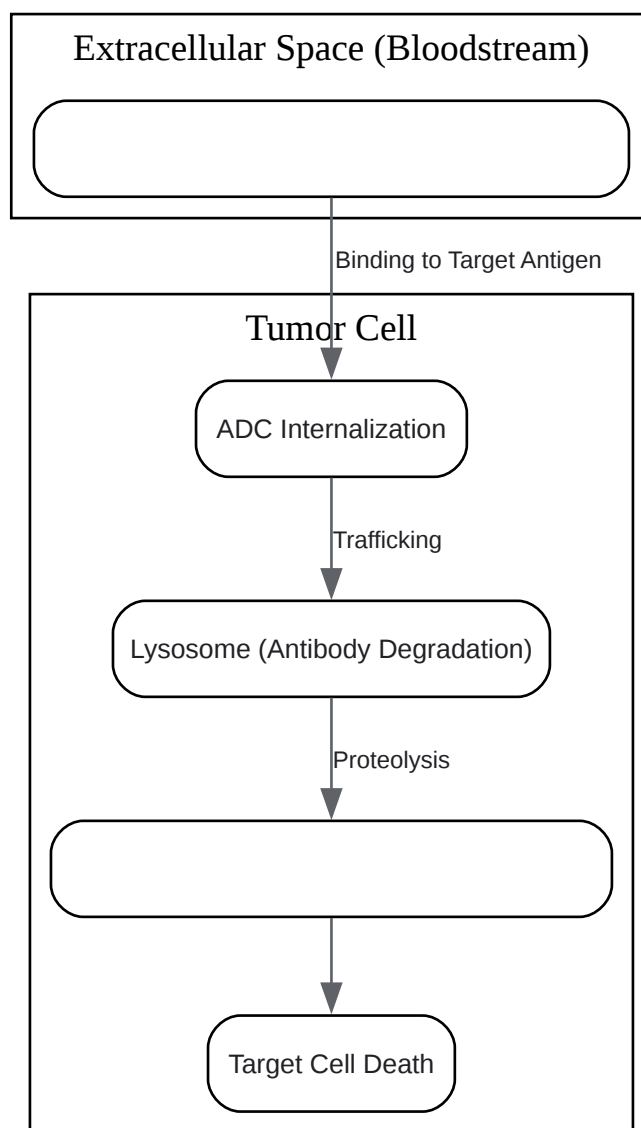 Extracellular Space (Bloodstream)
Binding to Target Antigen
Tumor Cell
ADC Internalization
Trafficking
Lysosome (Antibody Degradation)
Proteolysis
Target Cell Death